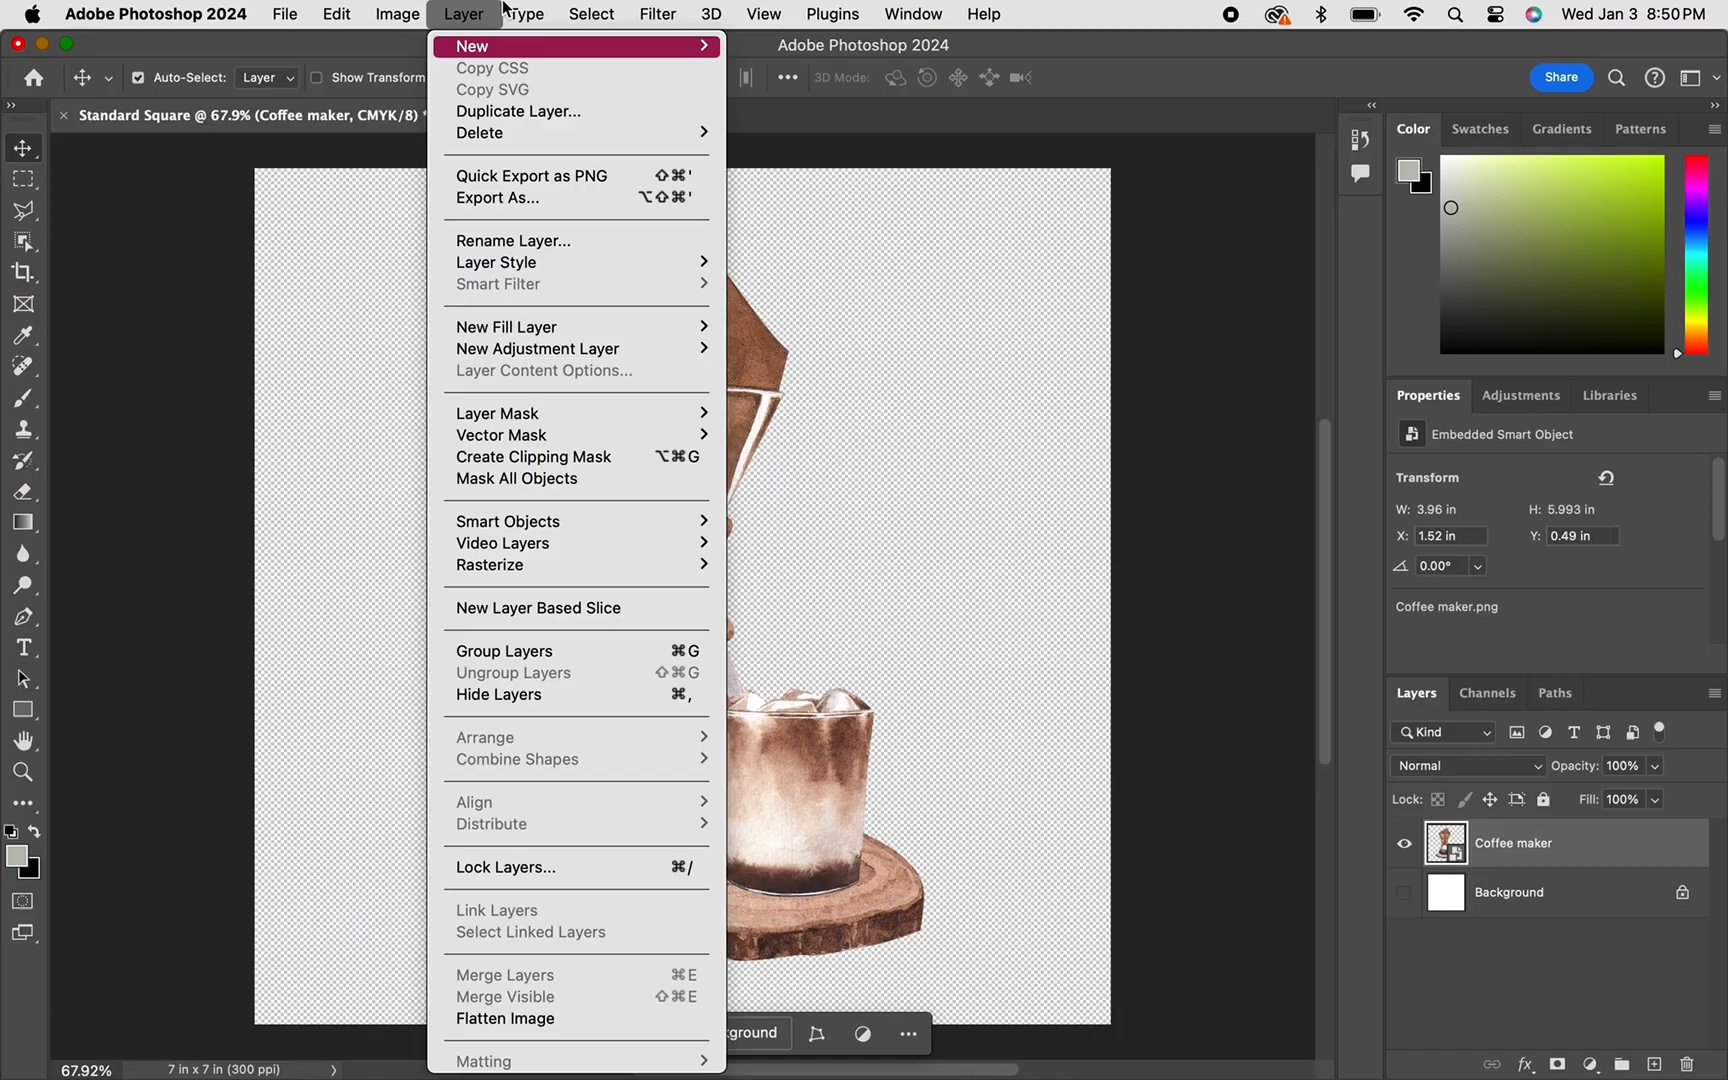 Adobe Photoshop 2024 File Edit Image Layer Type Select Filter 3D View Plugins Window Help Wed Jan 3 8:50 PM
Adobe Photoshop 2024
Auto-Select: Layer Show Transform 3D Mode: Share
Standard Square @ 67.9% (Coffee maker, CMYK/8) *
New
Copy CSS
Copy SVG
Duplicate Layer...
Delete
Quick Export as PNG ⇧⌘'
Export As... ⌥⇧⌘'
Rename Layer...
Layer Style
Smart Filter
New Fill Layer
New Adjustment Layer
Layer Content Options...
Layer Mask
Vector Mask
Create Clipping Mask ⌥⌘G
Mask All Objects
Smart Objects
Video Layers
Rasterize
New Layer Based Slice
Group Layers ⌘G
Ungroup Layers ⇧⌘G
Hide Layers ⌘,
Arrange
Combine Shapes
Align
Distribute
Lock Layers... ⌘/
Link Layers
Select Linked Layers
Merge Layers ⌘E
Merge Visible ⇧⌘E
Flatten Image
Matting
ground
67.92% 7 in x 7 in (300 ppi)
Color Swatches Gradients Patterns
Properties Adjustments Libraries
Embedded Smart Object
Transform
W: 3.96 in H: 5.993 in
X: 1.52 in Y: 0.49 in
0.00°
Coffee maker.png
Layers Channels Paths
Kind
Normal Opacity: 100%
Lock: Fill: 100%
Coffee maker
Background